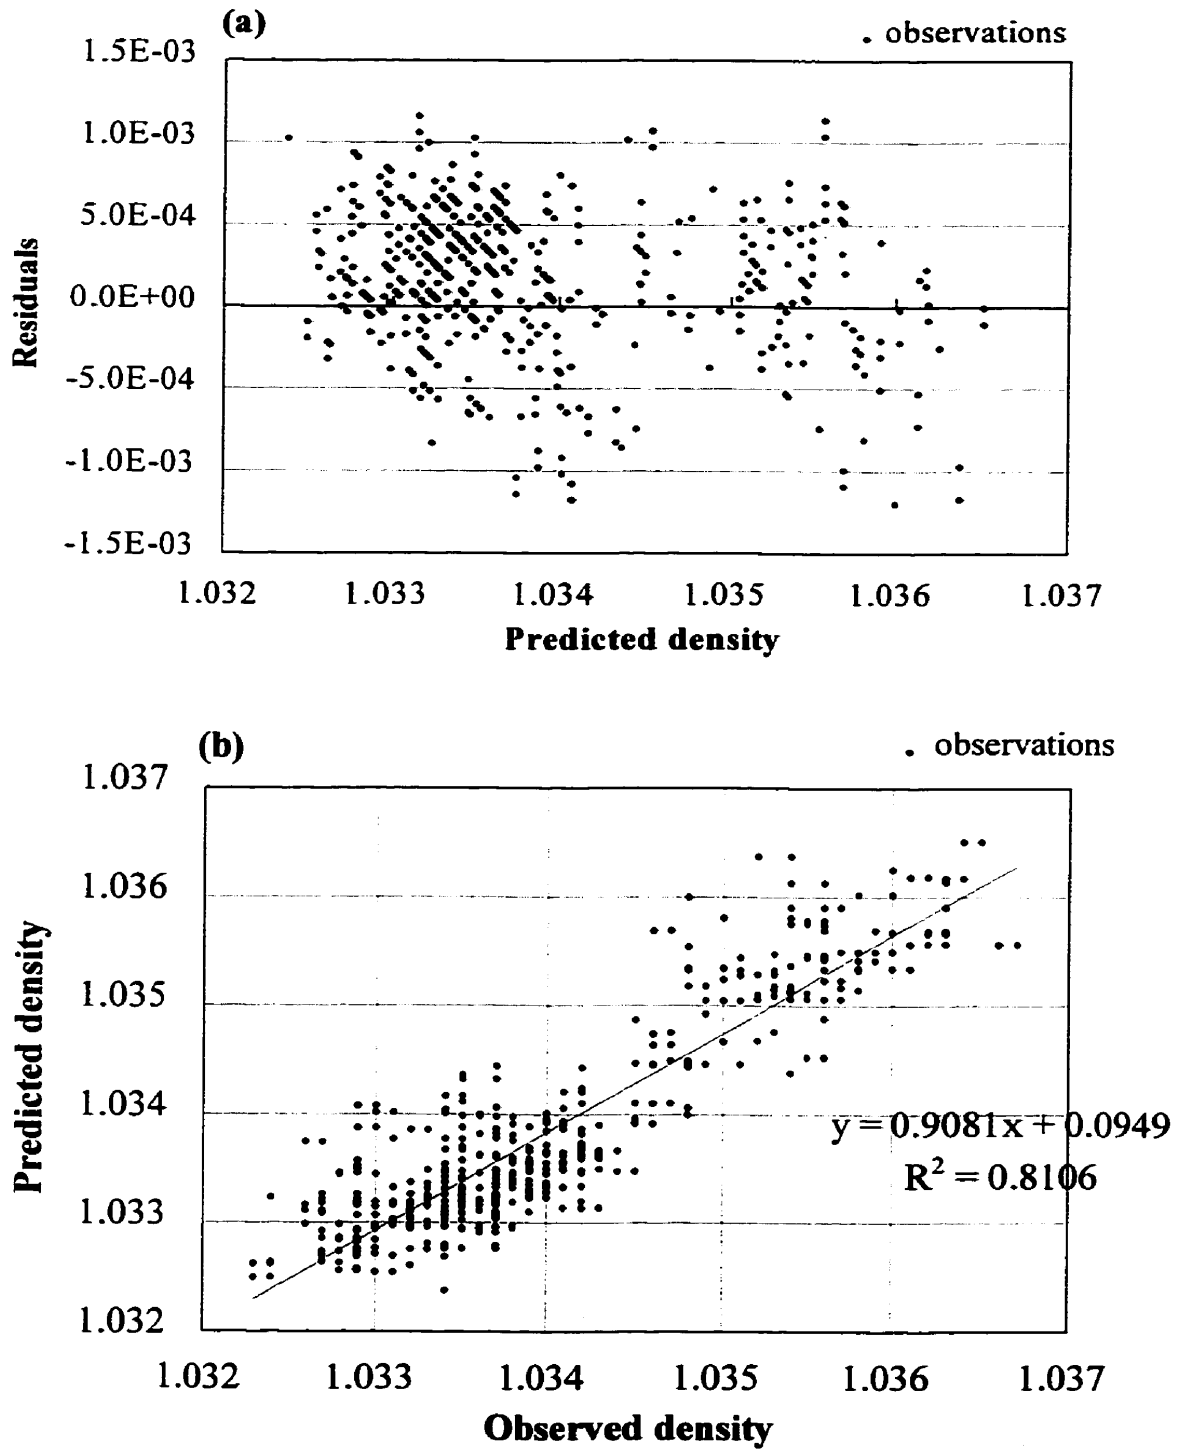 (a)
. observations
1.5E-03
1.0E-03
5.0E-04
0.0E+00
-5.0E-04
-1.0E-03
-1.5E-03
Residuals
1.032 1.033 1.034 1.035 1.036 1.037
Predicted density
(b)
. observations
1.037
1.036
1.035
1.034
1.033
1.032
Predicted density
y = 0.9081x + 0.0949
R² = 0.8106
1.032 1.033 1.034 1.035 1.036 1.037
Observed density